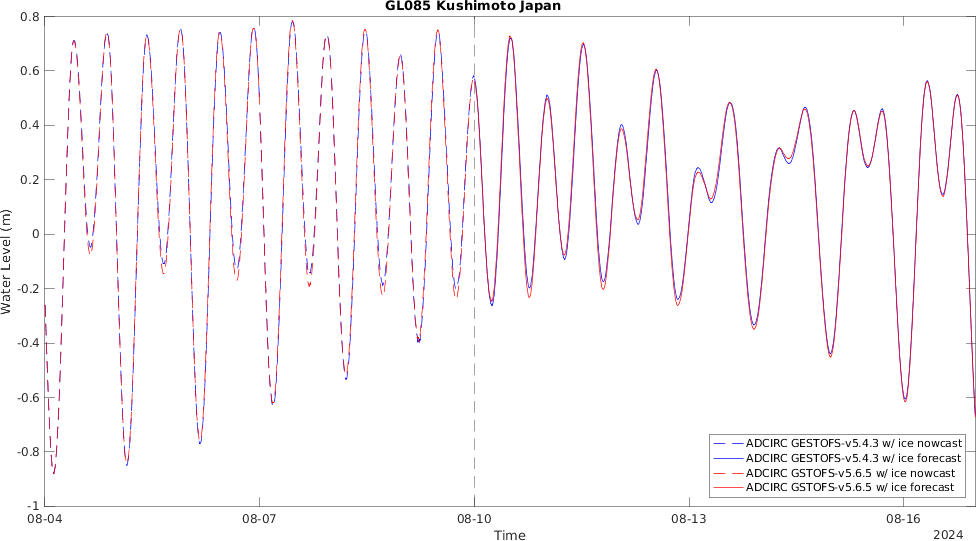 GL085 Kushimoto Japan
Water Level (m)
0.8
0.6
0.4
0.2
0
-0.2
-0.4
-0.6
-0.8
-1
08-04 08-07 08-10 08-13 08-16
Time
2024
ADCIRC GESTOFS-v5.4.3 w/ ice nowcast
ADCIRC GESTOFS-v5.4.3 w/ ice forecast
ADCIRC GSTOFS-v5.6.5 w/ ice nowcast
ADCIRC GSTOFS-v5.6.5 w/ ice forecast